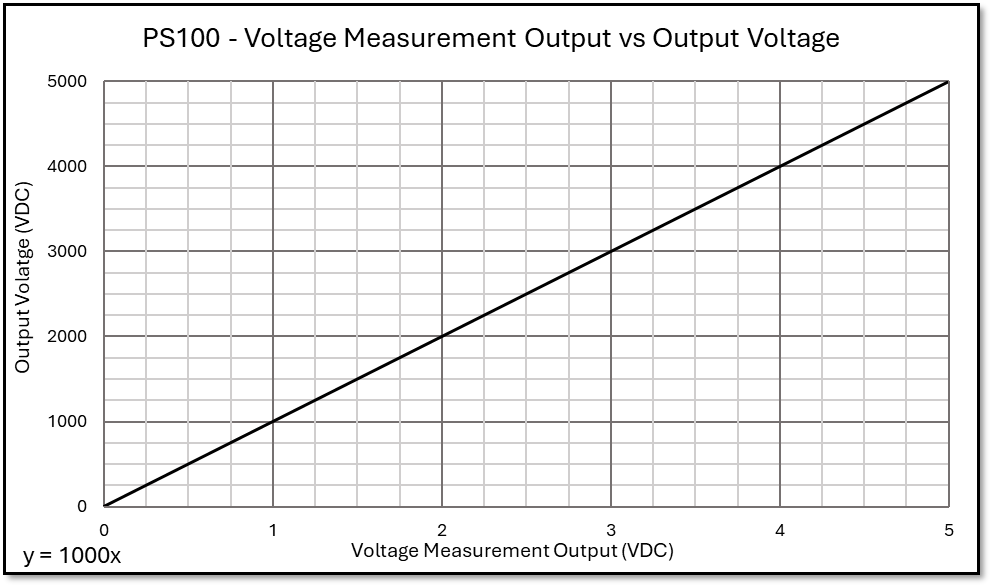 PS100 - Voltage Measurement Output vs Output Voltage
5000
4000
3000
2000
1000
0
Output Volatge (VDC)
0 1 2 3 4 5
Voltage Measurement Output (VDC)
y = 1000x